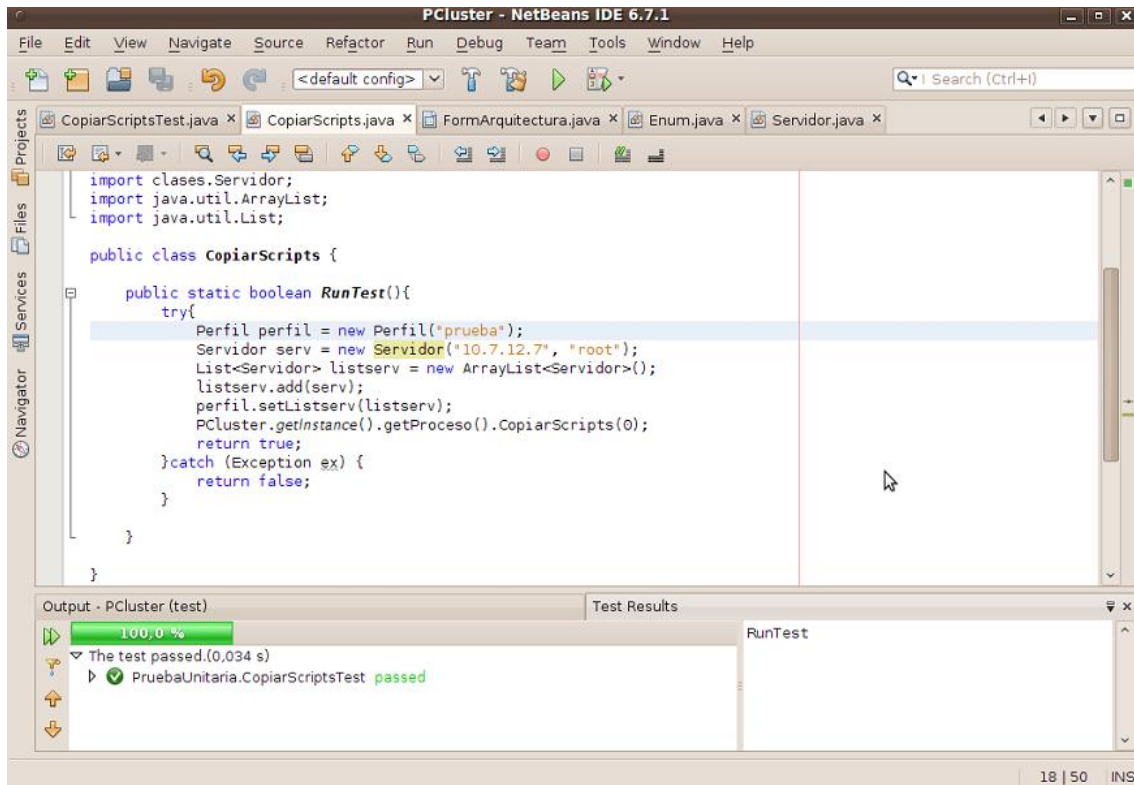 PCluster - NetBeans IDE 6.7.1
File Edit View Navigate Source Refactor Run Debug Team Tools Window Help
<default config>
Search (Ctrl+I)
CopiarScriptsTest.java × CopiarScripts.java × FormArquitectura.java × Enum.java × Servidor.java ×
Projects
Files
Services
Navigator
import clases.Servidor;
import java.util.ArrayList;
import java.util.List;
public class CopiarScripts {
public static boolean RunTest(){
try{
Perfil perfil = new Perfil("prueba");
Servidor serv = new Servidor("10.7.12.7", "root");
List<Servidor> listserv = new ArrayList<Servidor>();
listserv.add(serv);
perfil.setListserv(listserv);
PCluster.getInstance().getProceso().CopiarScripts(0);
return true;
}catch (Exception ex) {
return false;
}
}
}
Output - PCluster (test)
Test Results
100,0 %
The test passed.(0,034 s)
PruebaUnitaria.CopiarScriptsTest passed
RunTest
18 | 50 INS